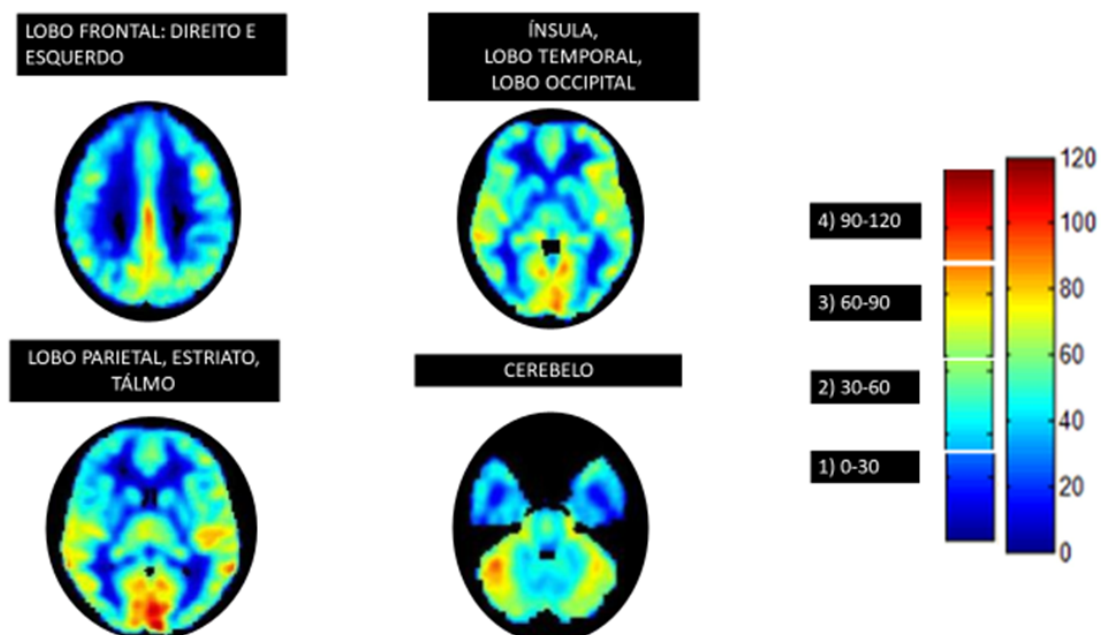 LOBO FRONTAL: DIREITO E
ESQUERDO
ÍNSULA,
LOBO TEMPORAL,
LOBO OCCIPITAL
LOBO PARIETAL, ESTRIATO,
TÁLMO
CEREBELO
4) 90-120
3) 60-90
2) 30-60
1) 0-30
120
100
80
60
40
20
0